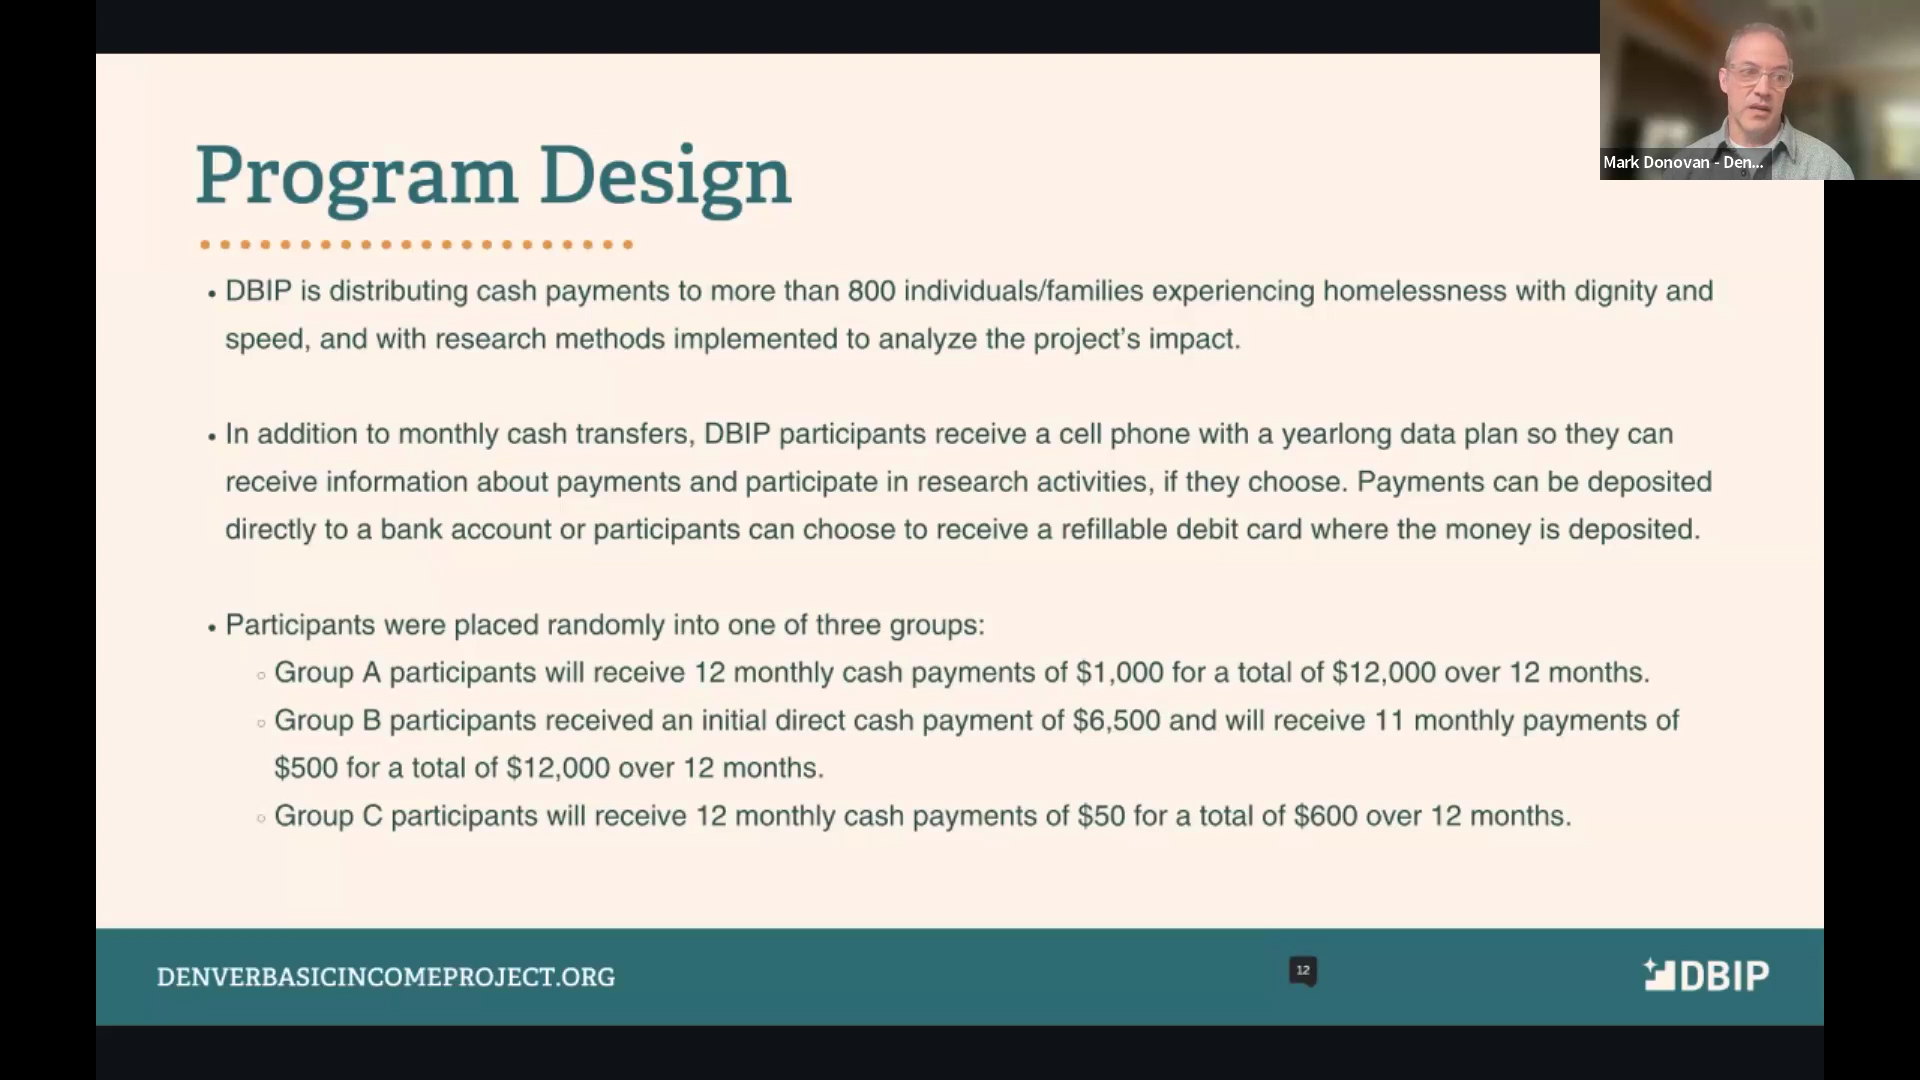 Mark Donovan - Den...
Program Design
• DBIP is distributing cash payments to more than 800 individuals/families experiencing homelessness with dignity and
speed, and with research methods implemented to analyze the project’s impact.
• In addition to monthly cash transfers, DBIP participants receive a cell phone with a yearlong data plan so they can
receive information about payments and participate in research activities, if they choose. Payments can be deposited
directly to a bank account or participants can choose to receive a refillable debit card where the money is deposited.
• Participants were placed randomly into one of three groups:
◦ Group A participants will receive 12 monthly cash payments of $1,000 for a total of $12,000 over 12 months.
◦ Group B participants received an initial direct cash payment of $6,500 and will receive 11 monthly payments of
$500 for a total of $12,000 over 12 months.
◦ Group C participants will receive 12 monthly cash payments of $50 for a total of $600 over 12 months.
DENVERBASICINCOMEPROJECT.ORG
12
DBIP